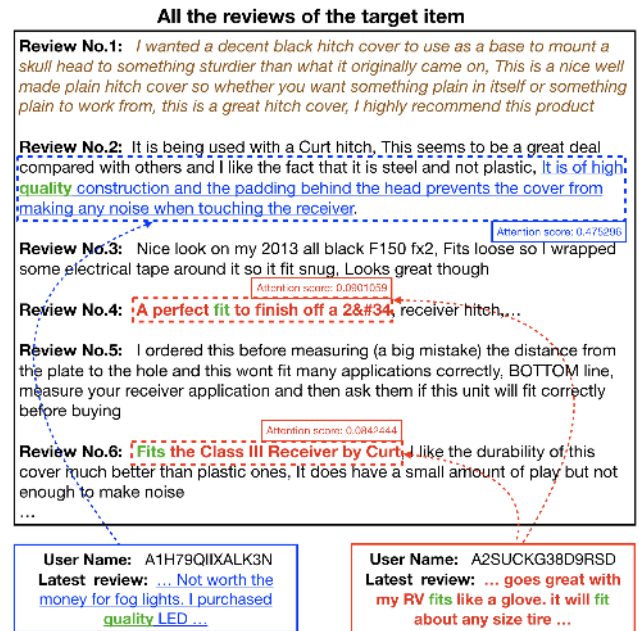 All the reviews of the target item
Review No.1: I wanted a decent black hitch cover to use as a base to mount a
skull head to something sturdier than what it originally came on, This is a nice well
made plain hitch cover so whether you want something plain in itself or something
plain to work from, this is a great hitch cover, I highly recommend this product
Review No.2: It is being used with a Curt hitch, This seems to be a great deal
compared with others and I like the fact that it is steel and not plastic, It is of high
quality construction and the padding behind the head prevents the cover from
making any noise when touching the receiver.
Attention score: 0.475296
Review No.3: Nice look on my 2013 all black F150 fx2, Fits loose so I wrapped
some electrical tape around it so it fit snug, Looks great though
Attention score: 0.0901059
Review No.4: A perfect fit to finish off a 2&#34, receiver hitch,...
Review No.5: I ordered this before measuring (a big mistake) the distance from
the plate to the hole and this wont fit many applications correctly, BOTTOM line,
measure your receiver application and then ask them if this unit will fit correctly
before buying
Attention score: 0.0842444
Review No.6: Fits the Class III Receiver by Curt, I like the durability of this
cover much better than plastic ones, It does have a small amount of play but not
enough to make noise
...
User Name: A1H79QIIXALK3N
Latest review: ... Not worth the
money for fog lights. I purchased
quality LED ...
User Name: A2SUCKG38D9RSD
Latest review: ... goes great with
my RV fits like a glove. it will fit
about any size tire ...